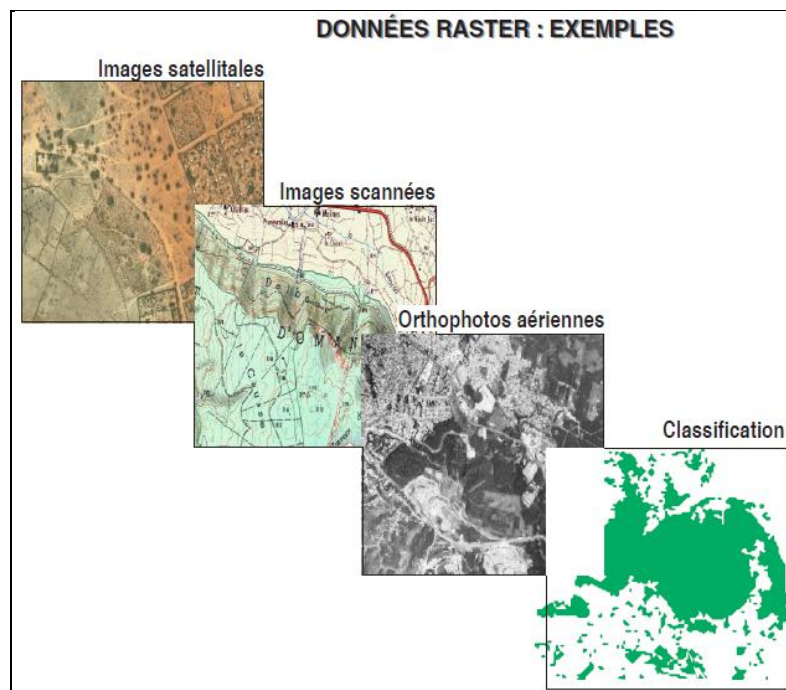 DONNÉES RASTER : EXEMPLES
Images satellitales
Images scannées
Orthophotos aériennes
Classification